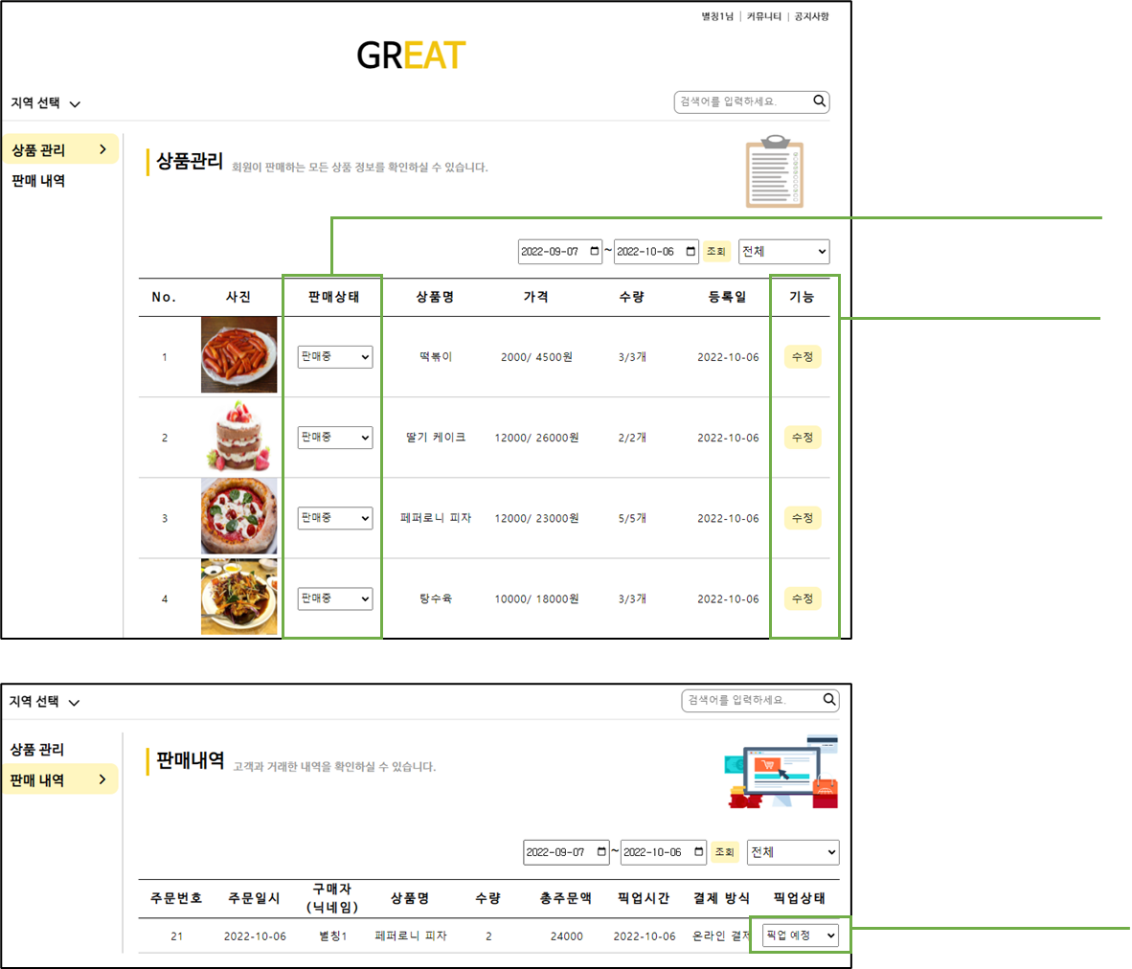 별칭1님 | 커뮤니티 | 공지사항
GREAT
지역 선택
검색어를 입력하세요.
상품 관리
판매 내역
상품관리 회원이 판매하는 모든 상품 정보를 확인하실 수 있습니다.
2022-09-07 ~ 2022-10-06 조회 전체
No. 사진 판매상태 상품명 가격 수량 등록일 기능
1 판매중 떡볶이 2000/ 4500원 3/3개 2022-10-06 수정
2 판매중 딸기 케이크 12000/ 26000원 2/2개 2022-10-06 수정
3 판매중 페퍼로니 피자 12000/ 23000원 5/5개 2022-10-06 수정
4 판매중 탕수육 10000/ 18000원 3/3개 2022-10-06 수정
지역 선택
검색어를 입력하세요.
상품 관리
판매 내역
판매내역 고객과 거래한 내역을 확인하실 수 있습니다.
2022-09-07 ~ 2022-10-06 조회 전체
주문번호 주문일시 구매자 상품명 수량 총주문액 픽업시간 결제 방식 픽업상태
(닉네임)
21 2022-10-06 별칭1 페퍼로니 피자 2 24000 2022-10-06 온라인 결제 픽업 예정